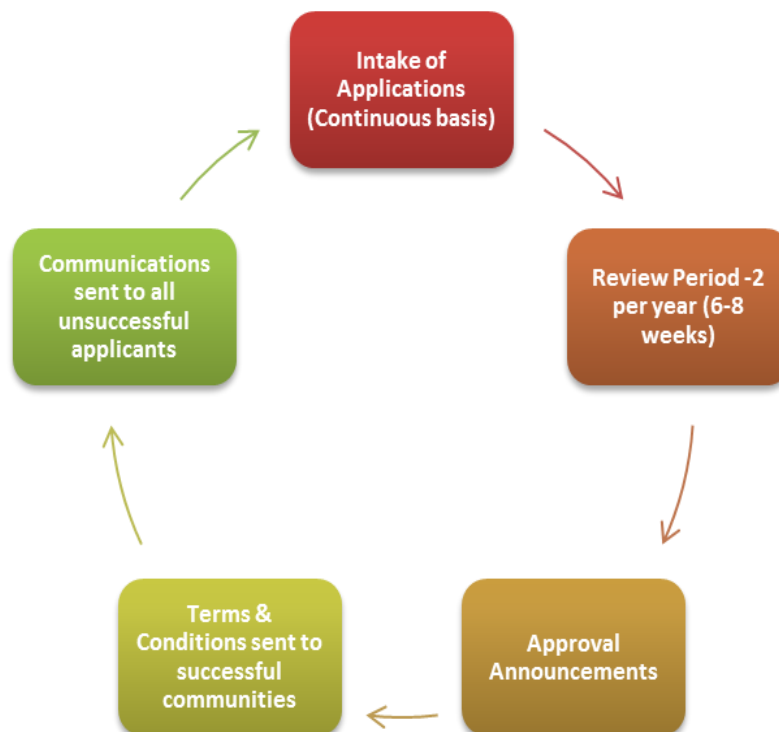 Intake of
Applications
(Continuous basis)
Review Period -2
per year (6-8
weeks)
Approval
Announcements
Terms &
Conditions sent to
successful
communities
Communications
sent to all
unsuccessful
applicants